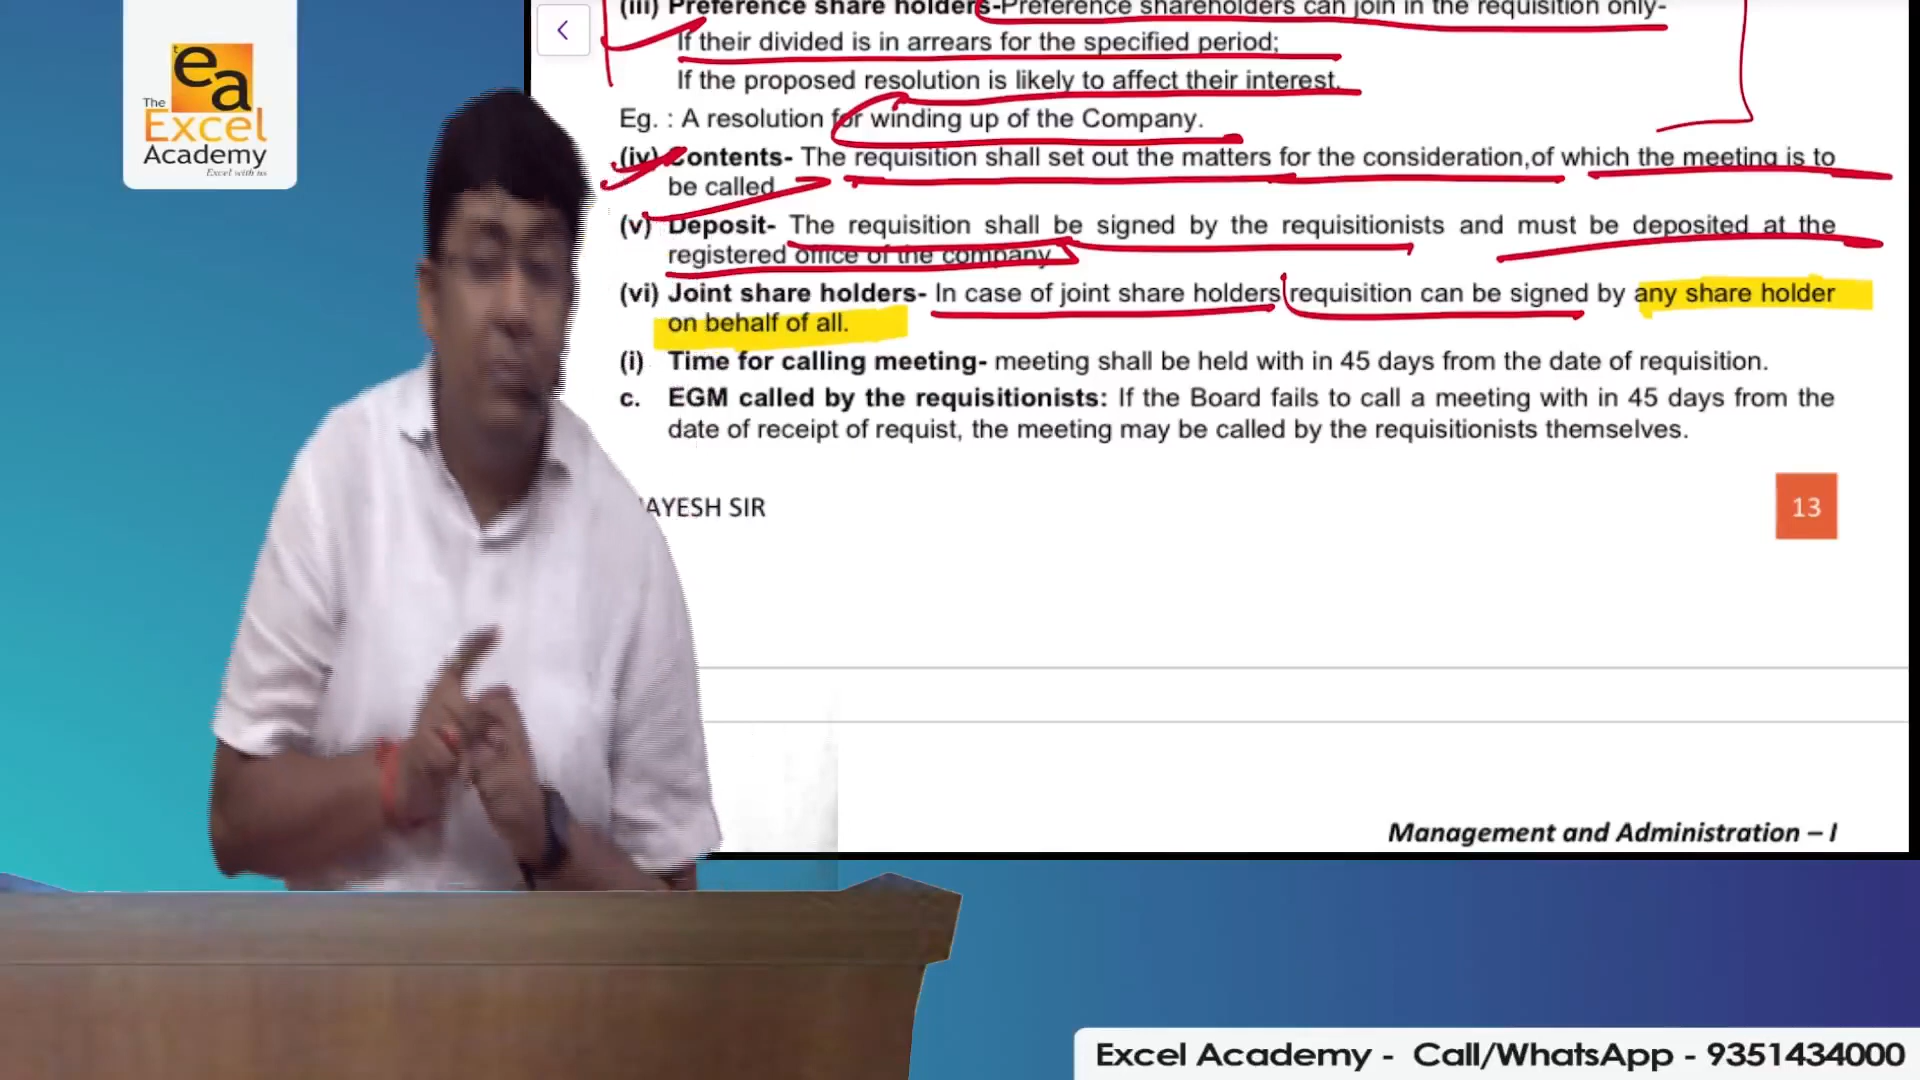 (iii) Preference share holders-Preference shareholders can join in the requisition only-
If their divided is in arrears for the specified period;
If the proposed resolution is likely to affect their interest.
Eg. : A resolution for winding up of the Company.
(iv) Contents- The requisition shall set out the matters for the consideration,of which the meeting is to
be called
(v) Deposit- The requisition shall be signed by the requisitionists and must be deposited at the
registered office of the company
(vi) Joint share holders- In case of joint share holders requisition can be signed by any share holder
on behalf of all.
(i) Time for calling meeting- meeting shall be held with in 45 days from the date of requisition.
c. EGM called by the requisitionists: If the Board fails to call a meeting with in 45 days from the
date of receipt of requist, the meeting may be called by the requisitionists themselves.
AYESH SIR
13
Management and Administration – I
ea
The
Excel
Academy
Excel with us
Excel Academy - Call/WhatsApp - 9351434000